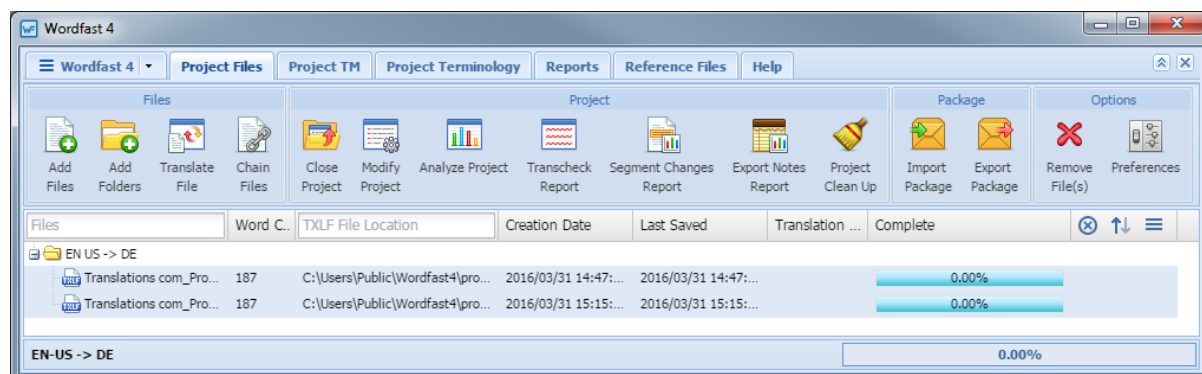 Wordfast 4
Wordfast 4 Project Files Project TM Project Terminology Reports Reference Files Help
Files Project Package Options
Add Files Add Folders Translate File Chain Files Close Project Modify Project Analyze Project Transcheck Report Segment Changes Report Export Notes Report Project Clean Up Import Package Export Package Remove File(s) Preferences
Files Word C.. TXLF File Location Creation Date Last Saved Translation ... Complete
EN US -> DE
Translations com_Pro... 187 C:\Users\Public\Wordfast4\pro... 2016/03/31 14:47:... 2016/03/31 14:47:... 0.00%
Translations com_Pro... 187 C:\Users\Public\Wordfast4\pro... 2016/03/31 15:15:... 2016/03/31 15:15:... 0.00%
EN-US -> DE 0.00%